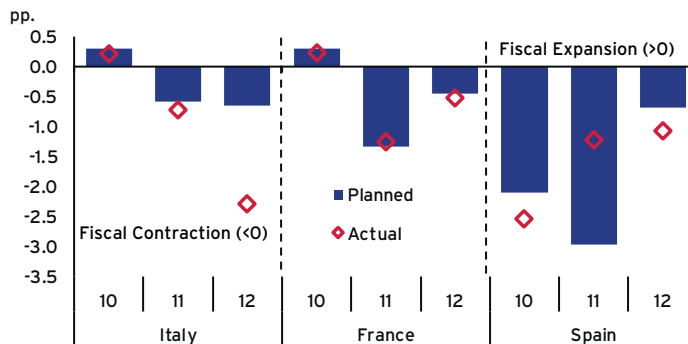 pp.
0.5
Fiscal Expansion (>0)
0.0
-0.5
-1.0
-1.5
-2.0
Planned
-2.5
Fiscal Contraction (<0)
Actual
-3.0
-3.5
10 11 12 10 11 12 10 11 12
Italy France Spain